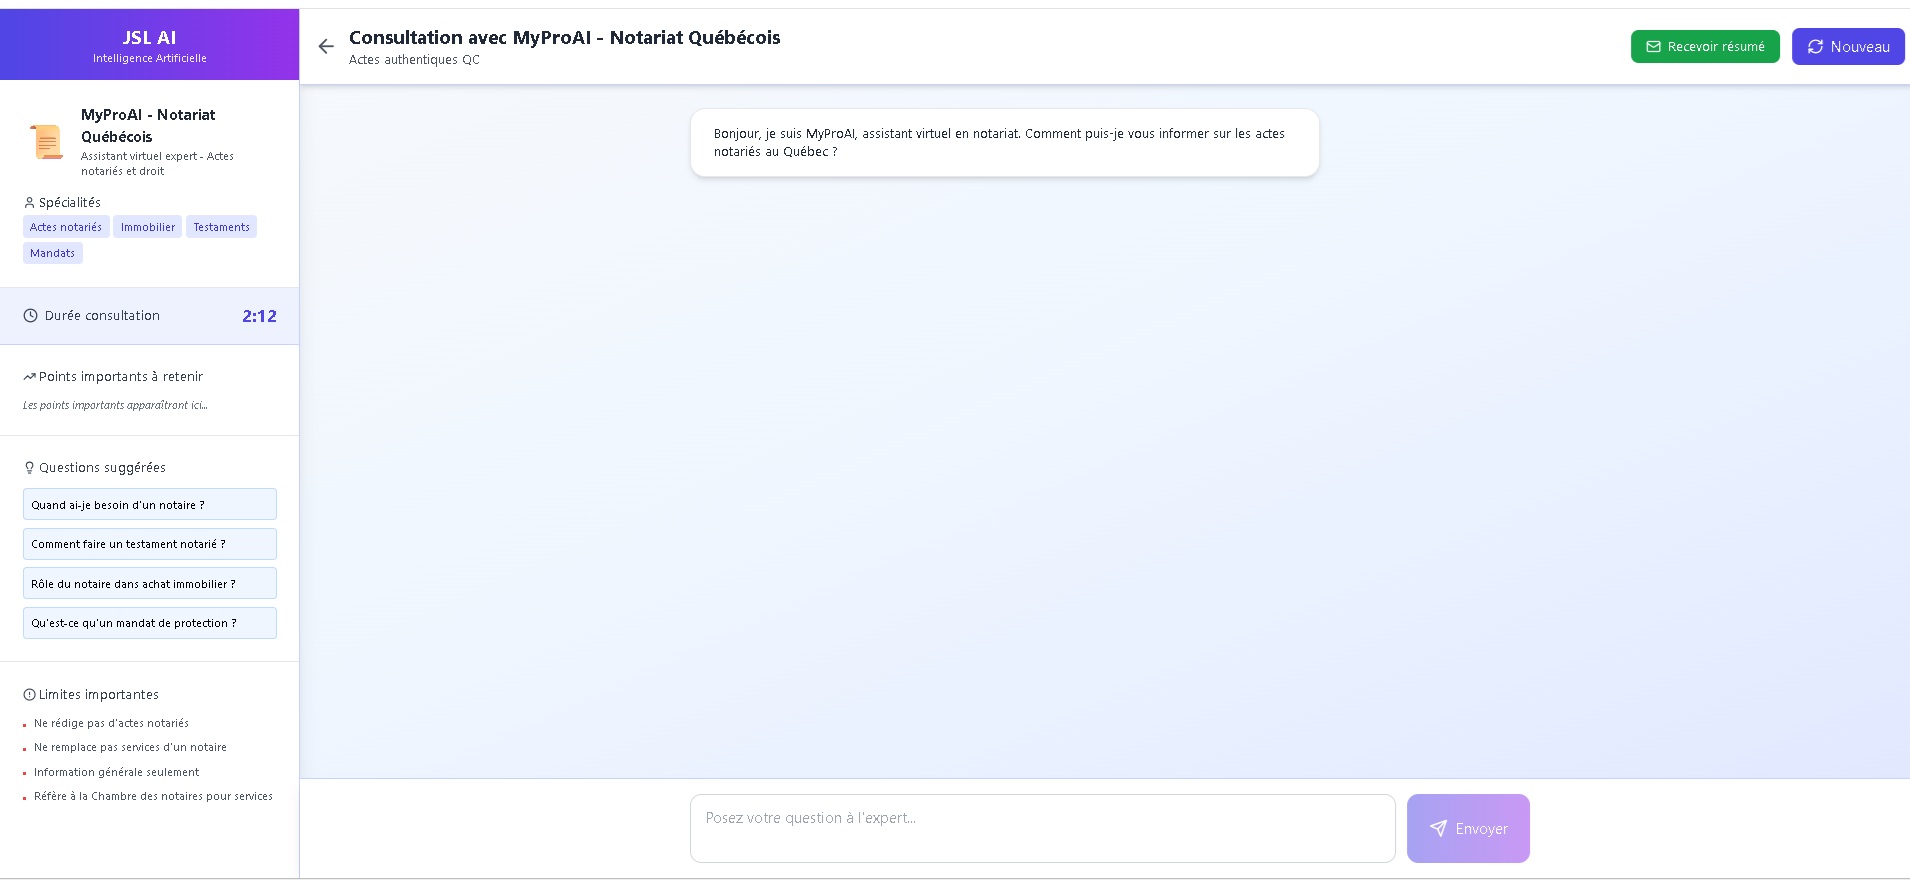 JSL AI
Intelligence Artificielle
MyProAI - Notariat
Québécois
Assistant virtuel expert - Actes
notariés et droit
Spécialités
Actes notariés
Immobilier
Testaments
Mandats
Durée consultation
2:12
Points importants à retenir
Les points importants apparaîtront ici...
Questions suggérées
Quand ai-je besoin d'un notaire ?
Comment faire un testament notarié ?
Rôle du notaire dans achat immobilier ?
Qu'est-ce qu'un mandat de protection ?
Limites importantes
Ne rédige pas d'actes notariés
Ne remplace pas services d'un notaire
Information générale seulement
Réfère à la Chambre des notaires pour services
Consultation avec MyProAI - Notariat Québécois
Actes authentiques QC
Recevoir résumé
Nouveau
Bonjour, je suis MyProAI, assistant virtuel en notariat. Comment puis-je vous informer sur les actes
notariés au Québec ?
Posez votre question à l'expert...
Envoyer